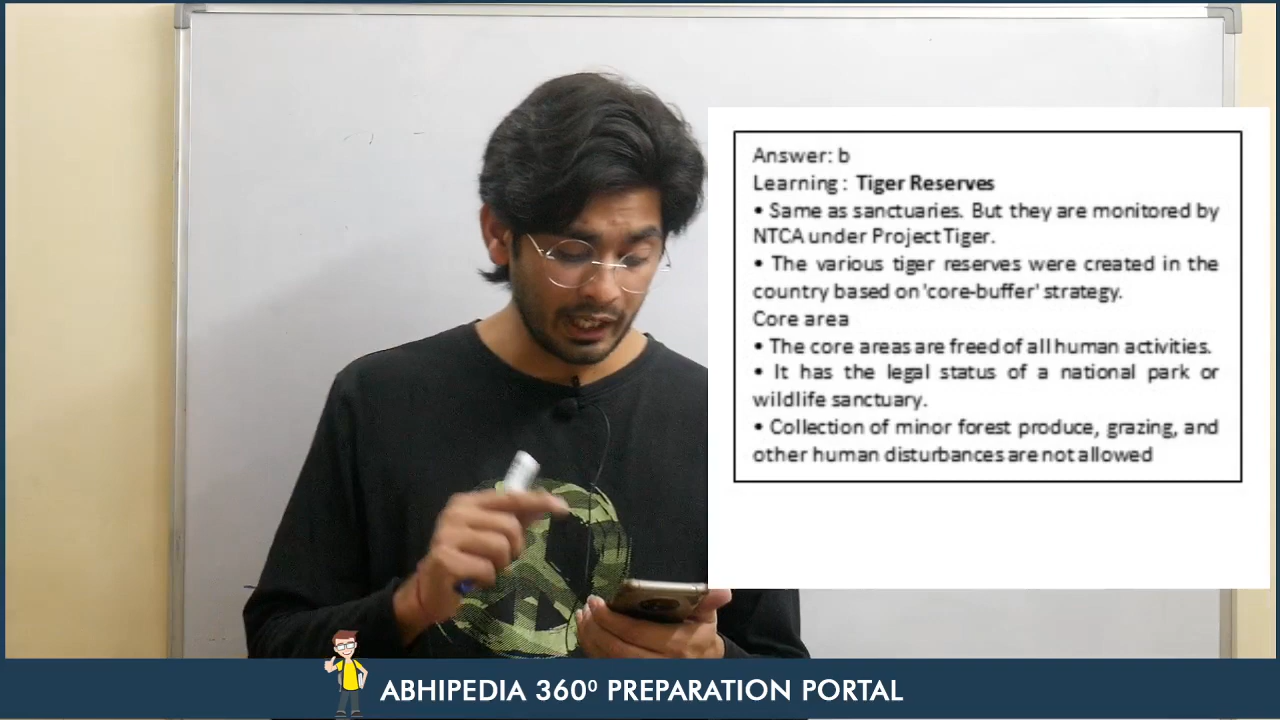 Answer: b
Learning : Tiger Reserves
• Same as sanctuaries. But they are monitored by
NTCA under Project Tiger.
• The various tiger reserves were created in the
country based on 'core-buffer' strategy.
Core area
• The core areas are freed of all human activities.
• It has the legal status of a national park or
wildlife sanctuary.
• Collection of minor forest produce, grazing, and
other human disturbances are not allowed
ABHIPEDIA 360⁰ PREPARATION PORTAL